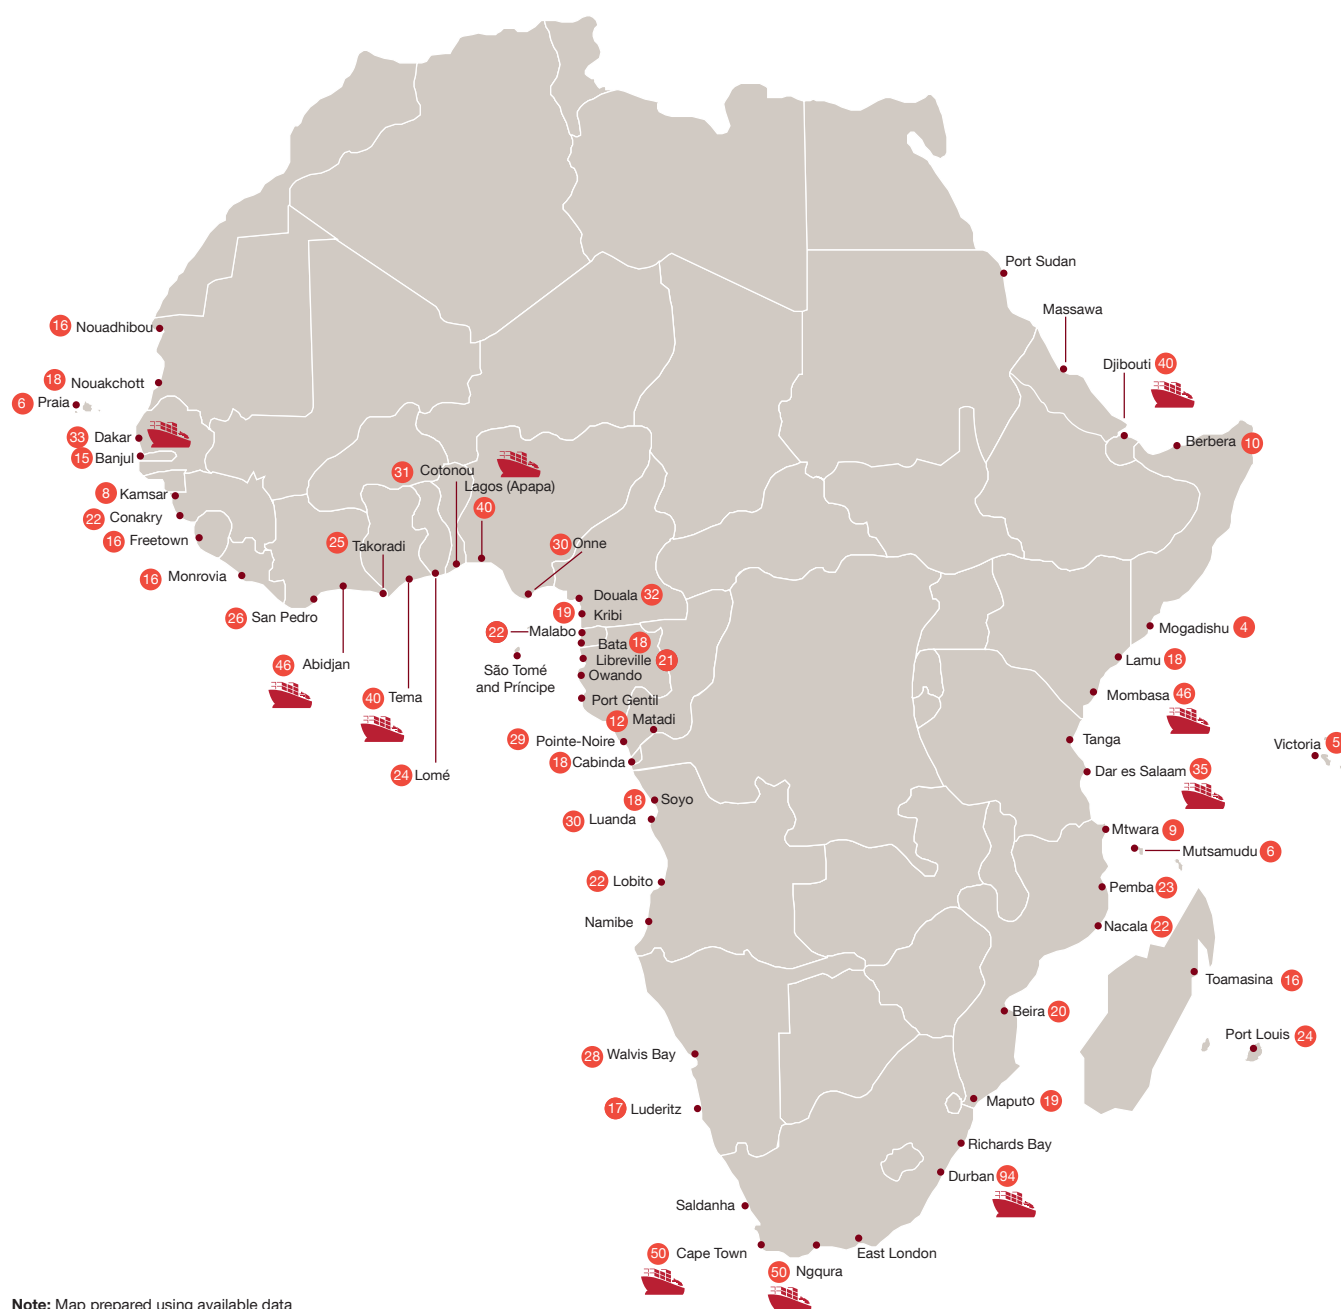 Port Sudan
Massawa
16 Nouadhibou
Djibouti 40
18 Nouakchott
6 Praia
33 Dakar
Berbera 10
15 Banjul
31 Cotonou
Lagos (Apapa)
40
8 Kamsar
22 Conakry
16 Freetown
25 Takoradi
30 Onne
16 Monrovia
Douala 32
19 Kribi
26 San Pedro
22 Malabo
Mogadishu 4
Bata 18
Libreville 21
Lamu 18
46 Abidjan
São Tomé
and Príncipe
Owando
40 Tema
Port Gentil
Mombasa 46
12 Matadi
29 Pointe-Noire
Tanga
Victoria 5
18 Cabinda
24 Lomé
Dar es Salaam 35
18 Soyo
30 Luanda
Mtwara 9
Mutsamudu 6
22 Lobito
Pemba 23
Namibe
Nacala 22
Toamasina 16
Beira 20
Port Louis 24
28 Walvis Bay
17 Luderitz
Maputo 19
Richards Bay
Durban 94
Saldanha
50 Cape Town
East London
50 Ngqura
Note: Map prepared using available data